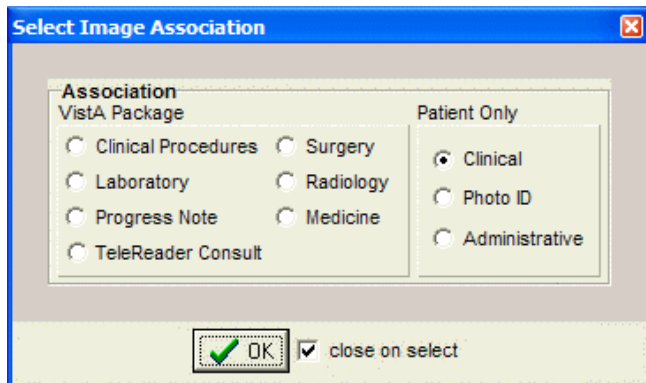 Select Image Association
Association
VistA Package
Patient Only
Clinical Procedures
Surgery
Laboratory
Radiology
Progress Note
Medicine
TeleReader Consult
Clinical
Photo ID
Administrative
OK
close on select